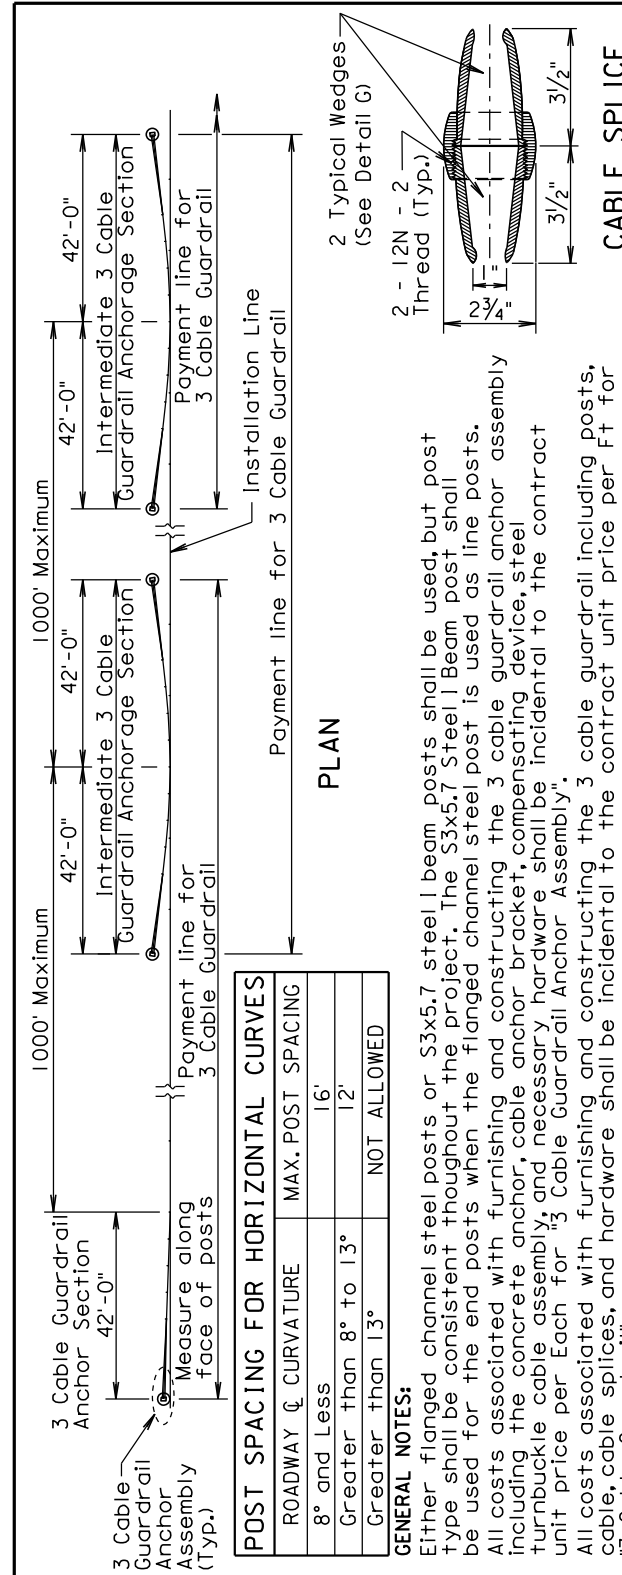 1000' Maximum
1000' Maximum
3 Cable Guardrail
Anchor Section
42'-0"
42'-0"
42'-0"
42'-0"
42'-0"
Intermediate 3 Cable
Guardrail Anchorage Section
Intermediate 3 Cable
Guardrail Anchorage Section
3 Cable
Guardrail
Anchor
Assembly
(Typ.)
Measure along
face of posts
Payment line for
3 Cable Guardrail
Payment line for
3 Cable Guardrail
Installation Line
Payment line for 3 Cable Guardrail
PLAN
POST SPACING FOR HORIZONTAL CURVES
ROADWAY ℄ CURVATURE MAX. POST SPACING
8° and Less 16'
Greater than 8° to 13° 12'
Greater than 13° NOT ALLOWED
2 Typical Wedges
(See Detail G)
2 - 12N - 2
Thread (Typ.)
1"
2¾"
3½"
3½"
CABLE SPLICE
GENERAL NOTES:
Either flanged channel steel posts or S3x5.7 steel I beam posts shall be used, but post
type shall be consistent thoughout the project. The S3x5.7 Steel I Beam post shall
be used for the end posts when the flanged channel steel post is used as line posts.
All costs associated with furnishing and constructing the 3 cable guardrail anchor assembly
including the concrete anchor, cable anchor bracket, compensating device, steel
turnbuckle cable assembly, and necessary hardware shall be incidental to the contract
unit price per Each for "3 Cable Guardrail Anchor Assembly".
All costs associated with furnishing and constructing the 3 cable guardrail including posts,
cable, cable splices, and hardware shall be incidental to the contract unit price per Ft for